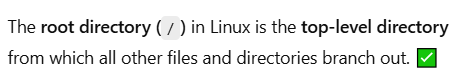 The root directory (/) in Linux is the top-level directory
from which all other files and directories branch out. ✅